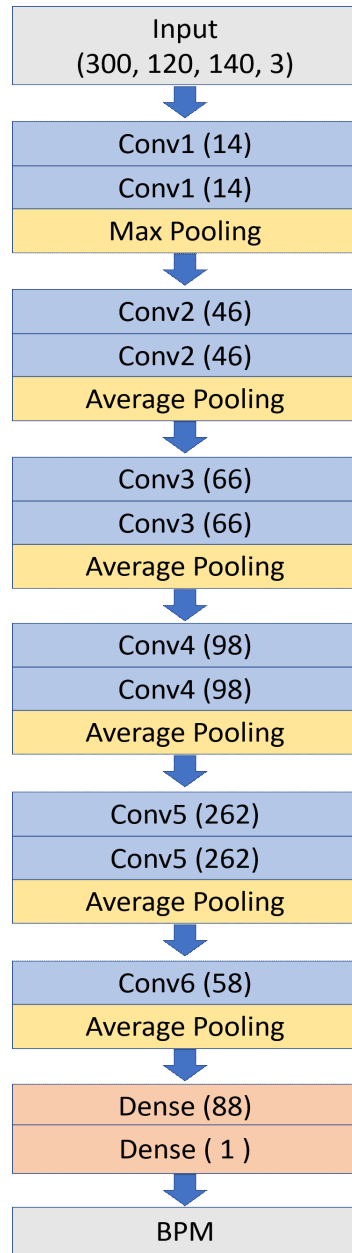 Input
(300, 120, 140, 3)
Conv1 (14)
Conv1 (14)
Max Pooling
Conv2 (46)
Conv2 (46)
Average Pooling
Conv3 (66)
Conv3 (66)
Average Pooling
Conv4 (98)
Conv4 (98)
Average Pooling
Conv5 (262)
Conv5 (262)
Average Pooling
Conv6 (58)
Average Pooling
Dense (88)
Dense ( 1 )
BPM